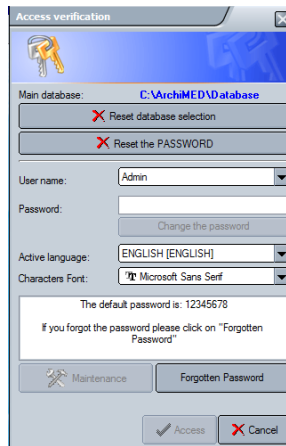 Access verification
Main database: C:\ArchiMED\Database
Reset database selection
Reset the PASSWORD
User name: Admin
Password:
Change the password
Active language: ENGLISH [ENGLISH]
Characters Font: Microsoft Sans Serif
The default password is: 12345678
If you forgot the password please click on "Forgotten
Password"
Maintenance Forgotten Password
Access Cancel